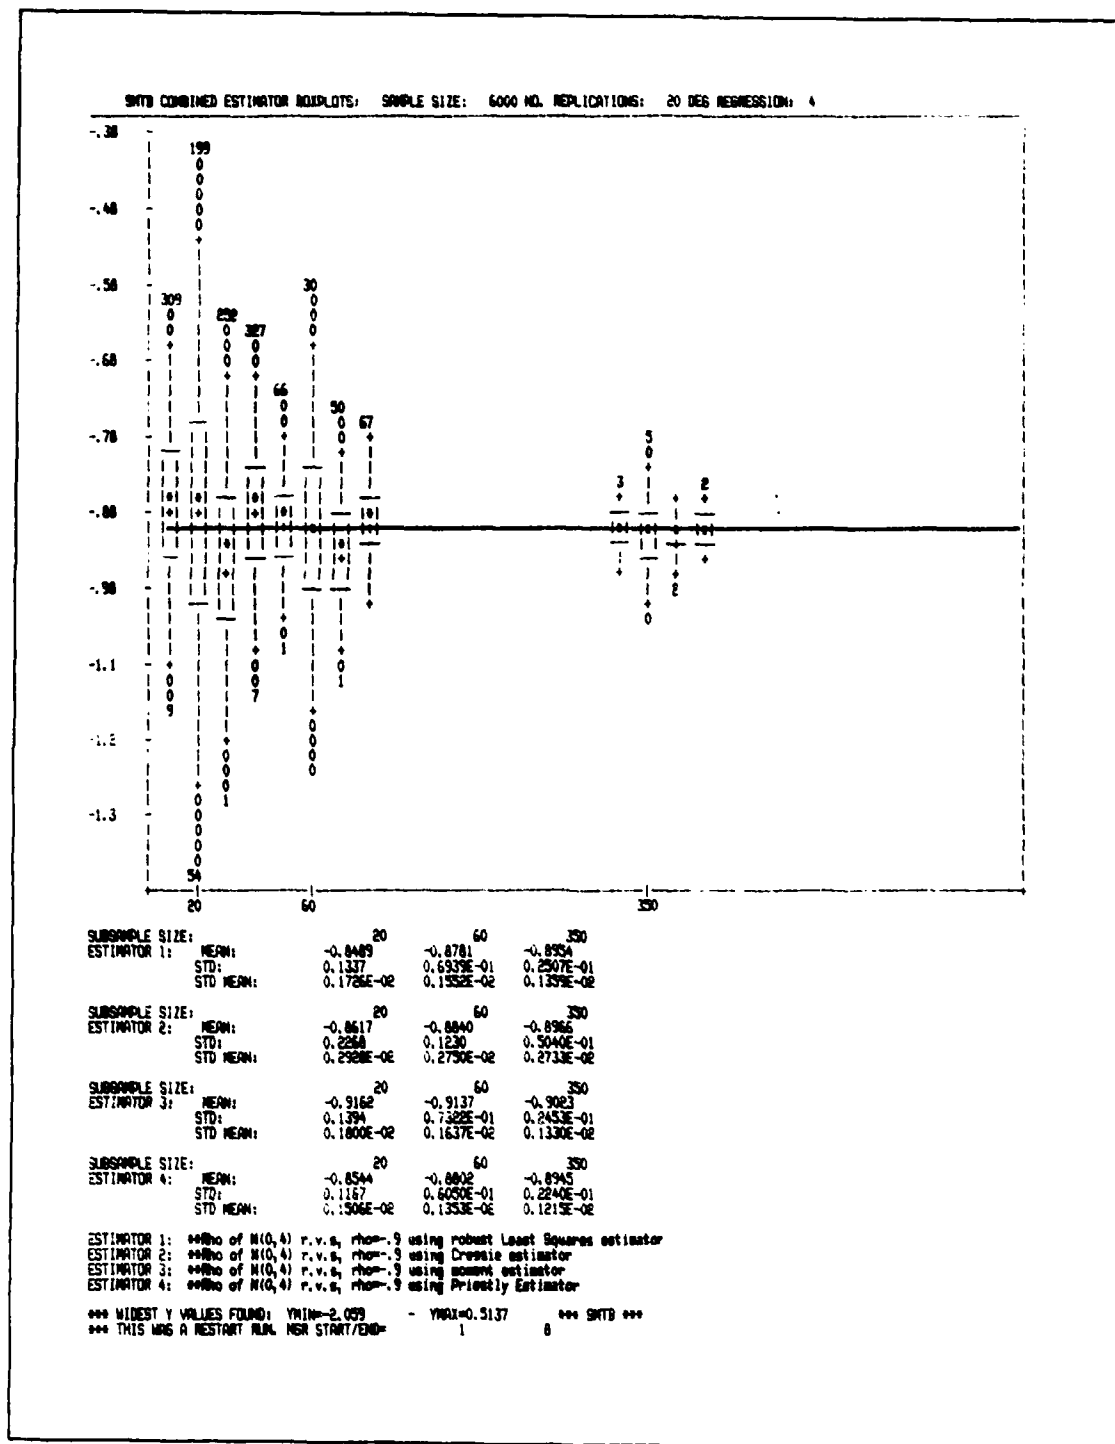 SMTB COMBINED ESTIMATOR BOXPLOTS: SAMPLE SIZE: 6000 NO. REPLICATIONS: 20 DEG REGRESSION: 4
-.38
199
-.48
-.58
309 30
252 327
-.68
66
50 67
-.78
5
3 2
-.88
-.98
2
1 1
-1.1
9 7 1
-1.2
1
-1.3
54
20 60 350
SUBSAMPLE SIZE: 20 60 350
ESTIMATOR 1: MEAN: -0.8489 -0.8781 -0.8954
STD: 0.1337 0.6939E-01 0.2507E-01
STD MEAN: 0.1726E-02 0.1552E-02 0.1359E-02
SUBSAMPLE SIZE: 20 60 350
ESTIMATOR 2: MEAN: -0.8617 -0.8840 -0.8966
STD: 0.2268 0.1230 0.5040E-01
STD MEAN: 0.2928E-02 0.2750E-02 0.2733E-02
SUBSAMPLE SIZE: 20 60 350
ESTIMATOR 3: MEAN: -0.9162 -0.9137 -0.9023
STD: 0.1394 0.7322E-01 0.2453E-01
STD MEAN: 0.1800E-02 0.1637E-02 0.1330E-02
SUBSAMPLE SIZE: 20 60 350
ESTIMATOR 4: MEAN: -0.8544 -0.8802 -0.8945
STD: 0.1167 0.6050E-01 0.2240E-01
STD MEAN: 0.1506E-02 0.1353E-02 0.1215E-02
ESTIMATOR 1: **Rho of N(0,4) r.v.s, rho=-.9 using robust Least Squares estimator
ESTIMATOR 2: **Rho of N(0,4) r.v.s, rho=-.9 using Cressie estimator
ESTIMATOR 3: **Rho of N(0,4) r.v.s, rho=-.9 using moment estimator
ESTIMATOR 4: **Rho of N(0,4) r.v.s, rho=-.9 using Priestly Estimator
*** WIDEST Y VALUES FOUND: YMIN=-2.059 - YMAX=0.5137 *** SMTB ***
*** THIS WAS A RESTART RUN. NSR START/END= 1 8